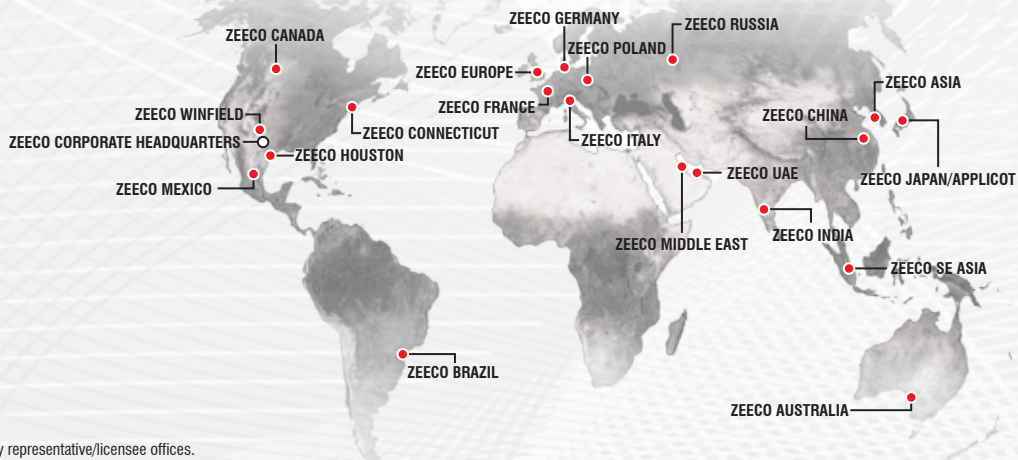 ZEECO GERMANY
ZEECO RUSSIA
ZEECO CANADA
ZEECO POLAND
ZEECO EUROPE
ZEECO ASIA
ZEECO FRANCE
ZEECO WINFIELD
ZEECO CHINA
ZEECO CONNECTICUT
ZEECO CORPORATE HEADQUARTERS
ZEECO ITALY
ZEECO HOUSTON
ZEECO UAE
ZEECO JAPAN/APPLICOT
ZEECO MEXICO
ZEECO INDIA
ZEECO MIDDLE EAST
ZEECO SE ASIA
ZEECO BRAZIL
ZEECO AUSTRALIA
representative/licensee offices.